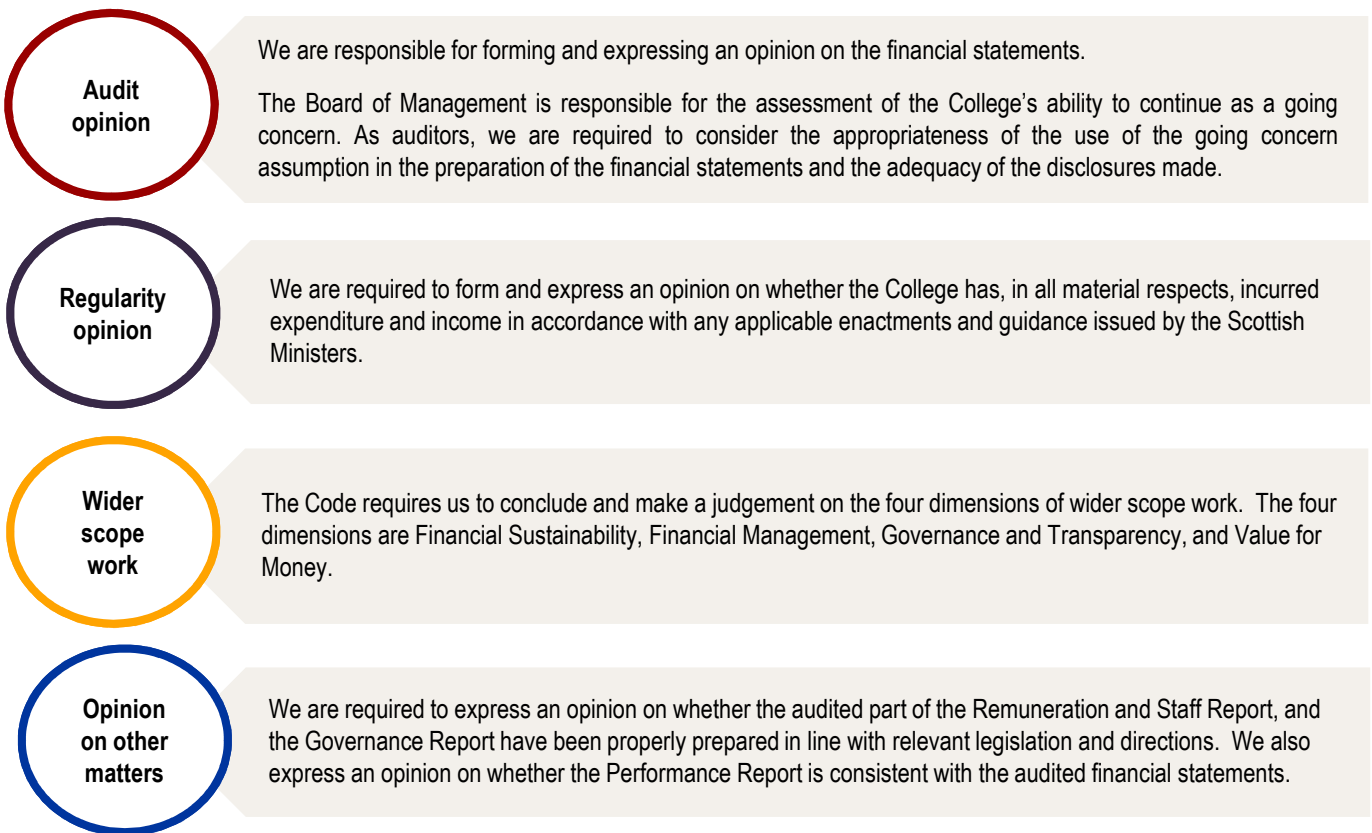 Audit
opinion
We are responsible for forming and expressing an opinion on the financial statements.
The Board of Management is responsible for the assessment of the College's ability to continue as a going
concern. As auditors, we are required to consider the appropriateness of the use of the going concern
assumption in the preparation of the financial statements and the adequacy of the disclosures made.
Regularity
opinion
We are required to form and express an opinion on whether the College has, in all material respects, incurred
expenditure and income in accordance with any applicable enactments and guidance issued by the Scottish
Ministers.
Wider
scope
work
The Code requires us to conclude and make a judgement on the four dimensions of wider scope work.  The four
dimensions are Financial Sustainability, Financial Management, Governance and Transparency, and Value for
Money.
Opinion
on other
matters
We are required to express an opinion on whether the audited part of the Remuneration and Staff Report, and
the Governance Report have been properly prepared in line with relevant legislation and directions.  We also
express an opinion on whether the Performance Report is consistent with the audited financial statements.